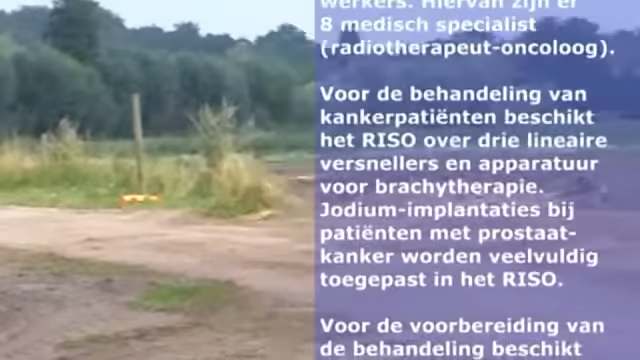 werkers. Hiervan zijn er
8 medisch specialist
(radiotherapeut-oncoloog).
Voor de behandeling van
kankerpatiënten beschikt
het RISO over drie lineaire
versnellers en apparatuur
voor brachytherapie.
Jodium-implantaties bij
patiënten met prostaat-
kanker worden veelvuldig
toegepast in het RISO.
Voor de voorbereiding van
de behandeling beschikt